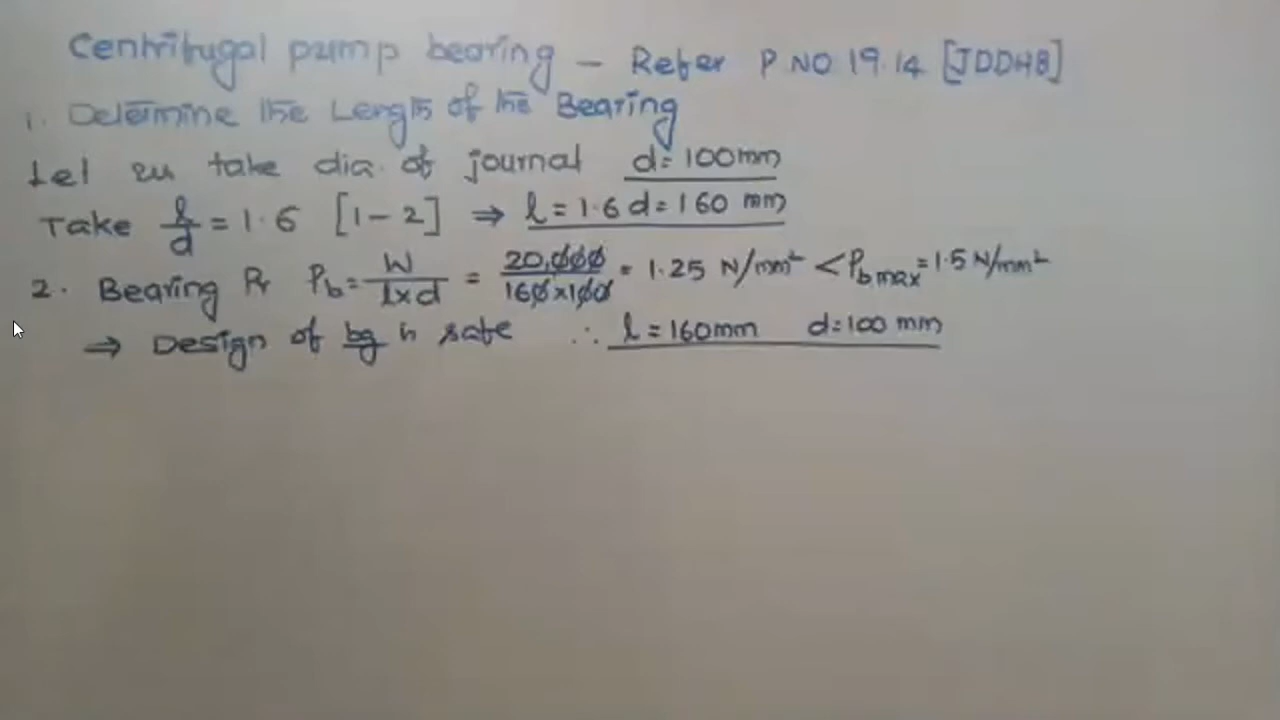 Centrifugal pump bearing - Refer P.NO 19.14 [JDDHB]
1. Determine the Length of the Bearing
Let us take dia. of journal d = 100mm
Take l/d = 1.6 [1-2] ⇒ l = 1.6 d = 160 mm
2. Bearing Pr Pb = W/l×d = 20,000/160×100 = 1.25 N/mm² < Pb max = 1.5 N/mm²
⇒ Design of bg is safe ∴ l = 160mm d = 100 mm